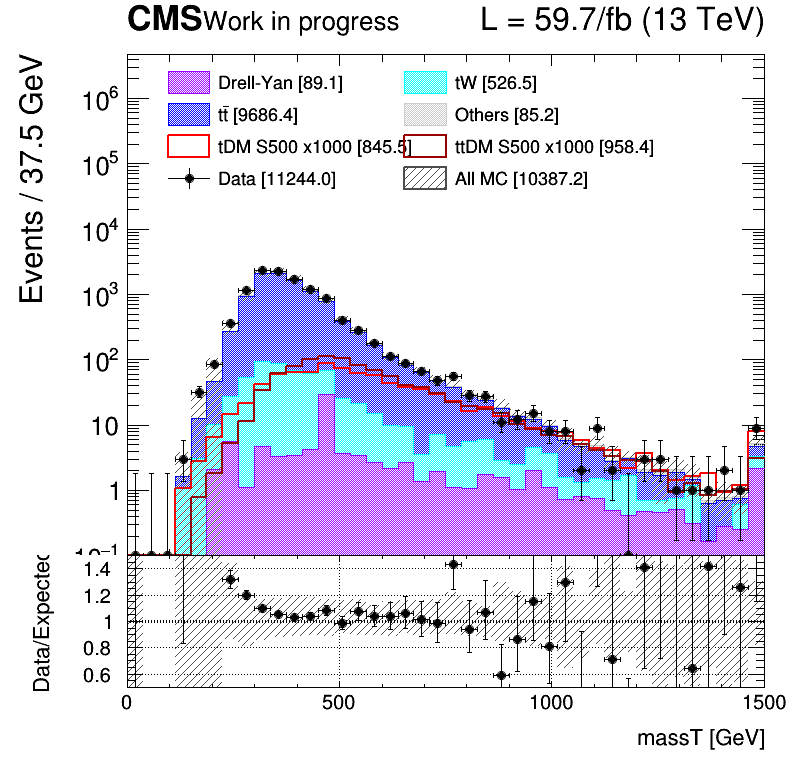 CMS Work in progress L = 59.7/fb (13 TeV)
Events / 37.5 GeV
Drell-Yan [89.1] tW [526.5]
tt̄ [9686.4] Others [85.2]
tDM S500 x1000 [845.5] ttDM S500 x1000 [958.4]
Data [11244.0] All MC [10387.2]
10⁶
10⁵
10⁴
10³
10²
10
1
10⁻¹
Data/Expected
1.4
1.2
1
0.8
0.6
0 500 1000 1500
massT [GeV]